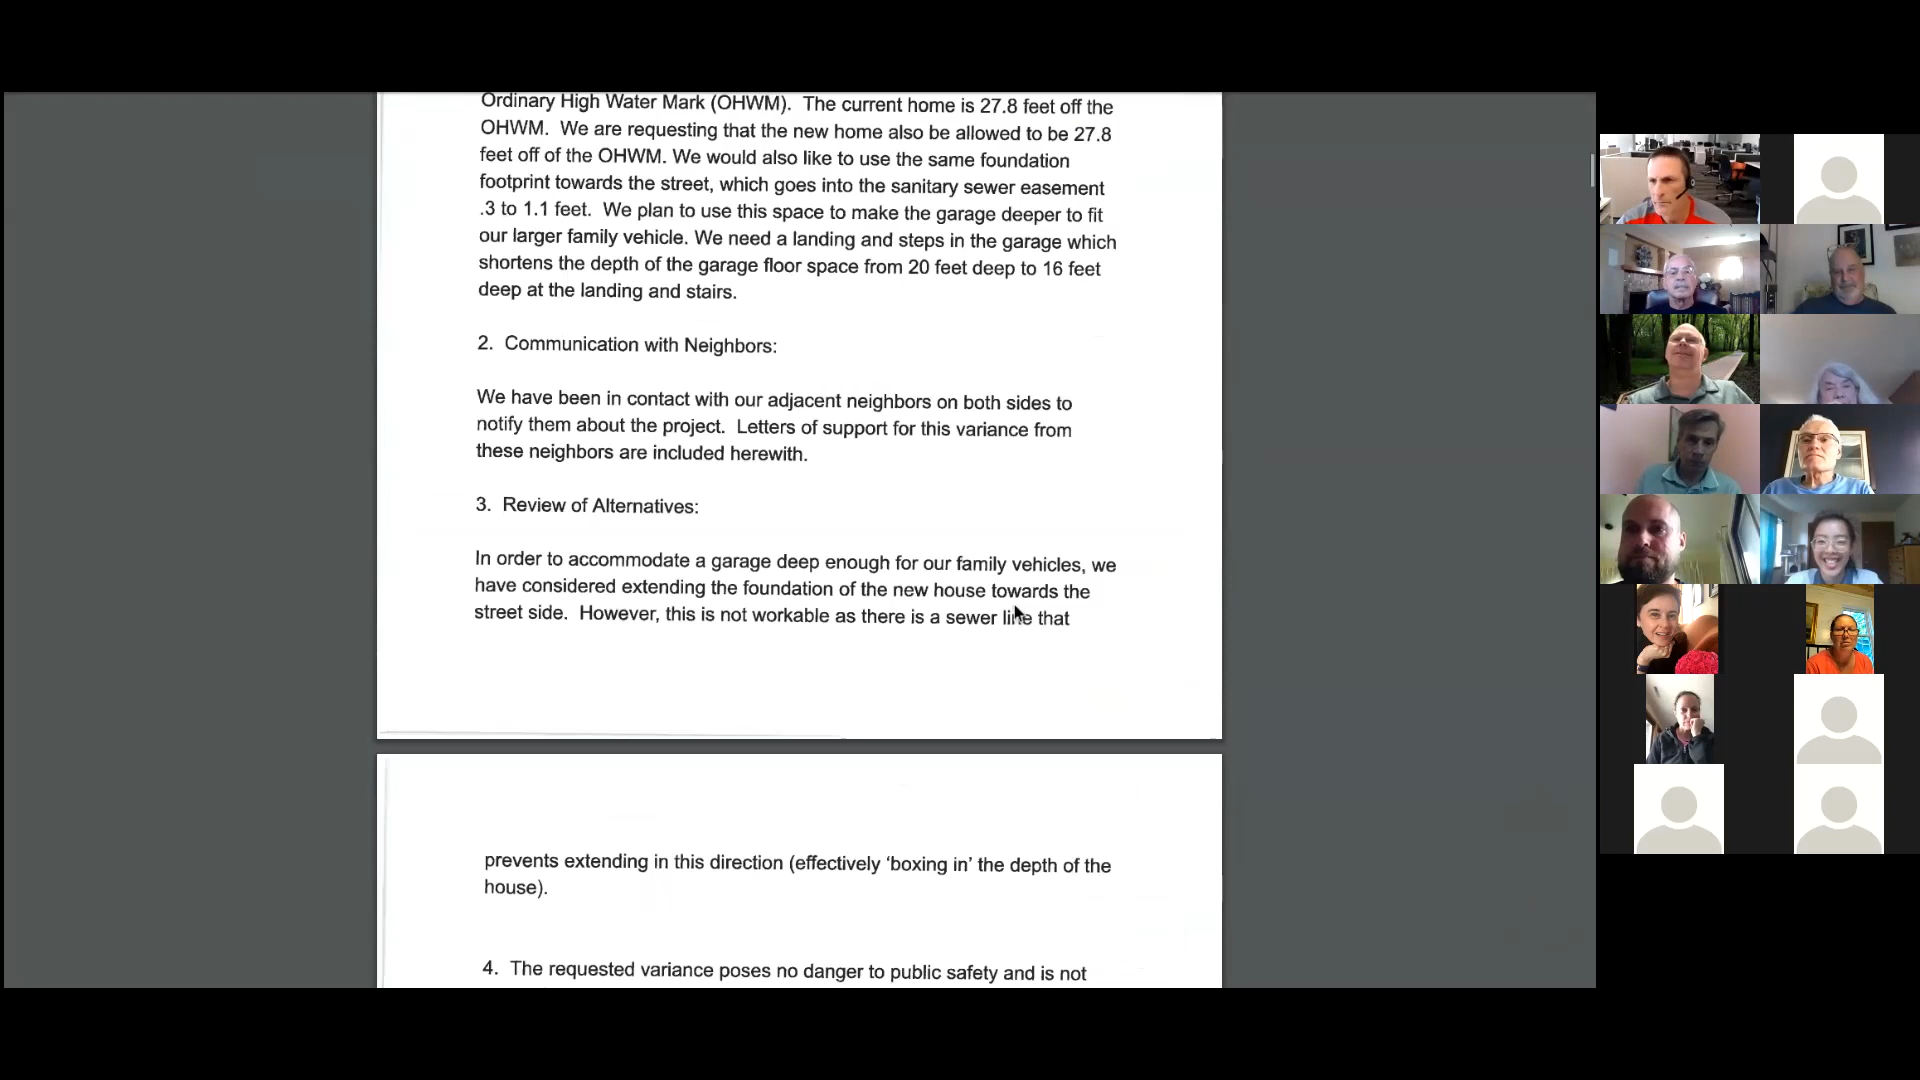 Ordinary High Water Mark (OHWM).  The current home is 27.8 feet off the
OHWM.  We are requesting that the new home also be allowed to be 27.8
feet off of the OHWM. We would also like to use the same foundation
footprint towards the street, which goes into the sanitary sewer easement
.3 to 1.1 feet.  We plan to use this space to make the garage deeper to fit
our larger family vehicle. We need a landing and steps in the garage which
shortens the depth of the garage floor space from 20 feet deep to 16 feet
deep at the landing and stairs.
2.  Communication with Neighbors:
We have been in contact with our adjacent neighbors on both sides to
notify them about the project.  Letters of support for this variance from
these neighbors are included herewith.
3.  Review of Alternatives:
In order to accommodate a garage deep enough for our family vehicles, we
have considered extending the foundation of the new house towards the
street side.  However, this is not workable as there is a sewer line that
prevents extending in this direction (effectively ‘boxing in’ the depth of the
house).
4.  The requested variance poses no danger to public safety and is not